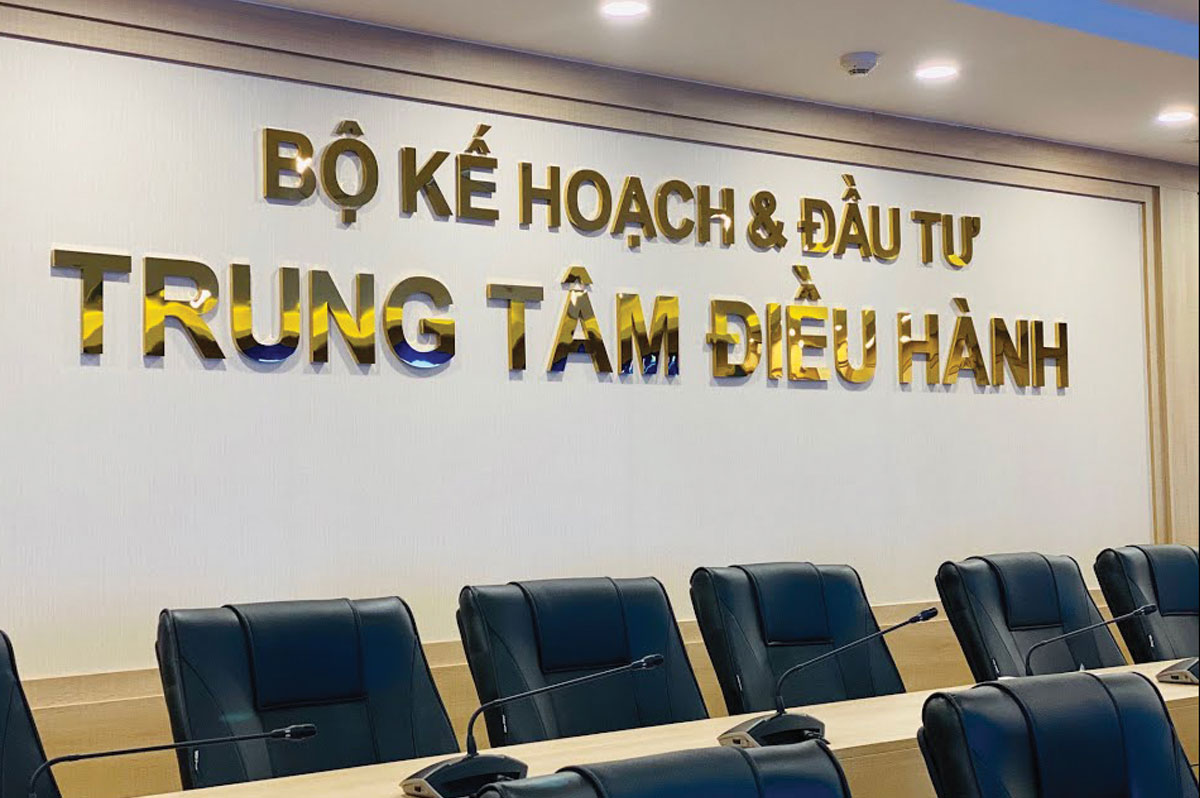 BỘ KẾ HOẠCH & ĐẦU TƯ
TRUNG TÂM ĐIỀU HÀNH